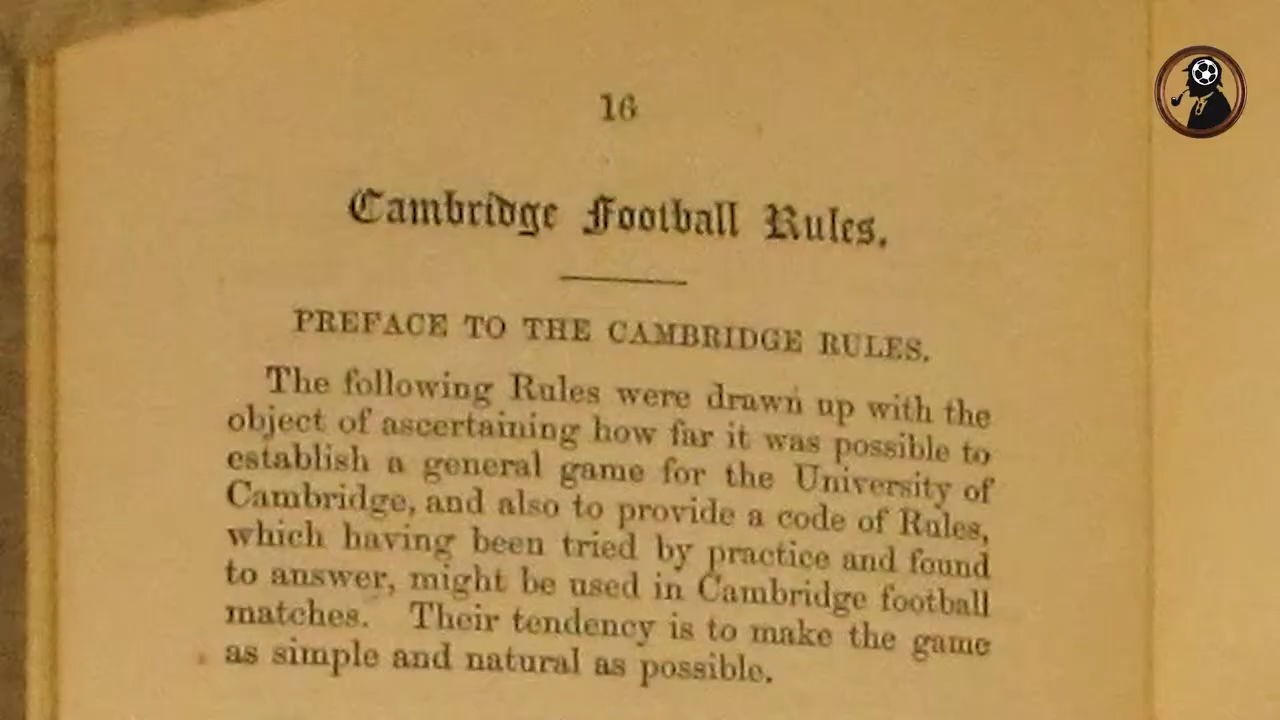 16
Cambridge Football Rules.
PREFACE TO THE CAMBRIDGE RULES.
The following Rules were drawn up with the
object of ascertaining how far it was possible to
establish a general game for the University of
Cambridge, and also to provide a code of Rules,
which having been tried by practice and found
to answer, might be used in Cambridge football
matches. Their tendency is to make the game
as simple and natural as possible.